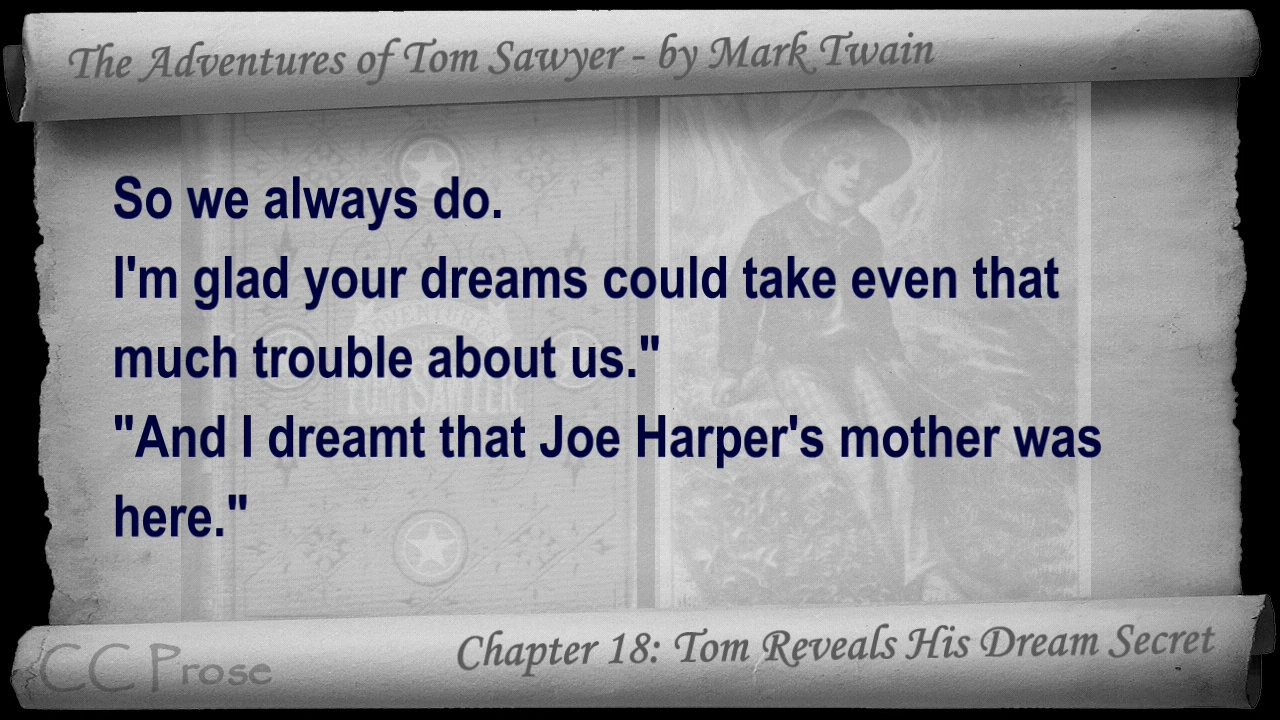 The Adventures of Tom Sawyer - by Mark Twain
So we always do.
I'm glad your dreams could take even that
much trouble about us."
"And I dreamt that Joe Harper's mother was
here."
Chapter 18: Tom Reveals His Dream Secret
CC Prose